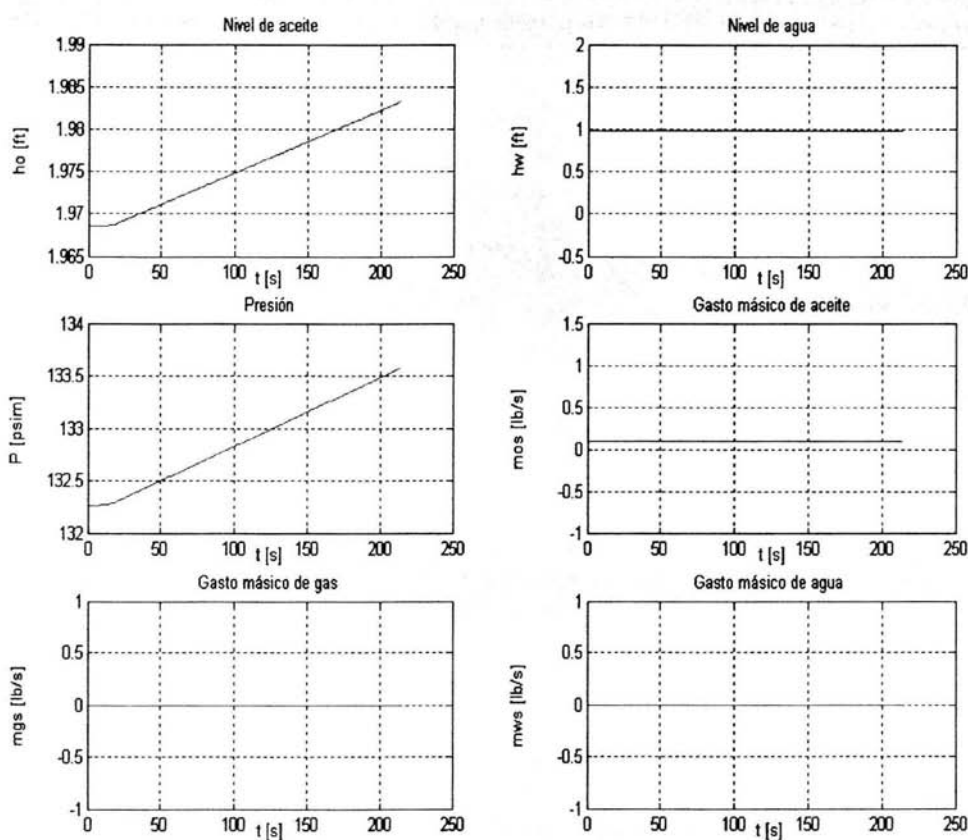 Nivel de aceite
1.99
1.985
1.98
1.975
1.97
1.965
ho [ft]
0 50 100 150 200 250
t [s]
Nivel de agua
2
1.5
1
0.5
0
-0.5
hw [ft]
0 50 100 150 200 250
t [s]
Presión
134
133.5
133
132.5
132
P [psim]
0 50 100 150 200 250
t [s]
Gasto másico de aceite
1.5
1
0.5
0
-0.5
-1
mos [lb/s]
0 50 100 150 200 250
t [s]
Gasto másico de gas
1
0.5
0
-0.5
-1
mgs [lb/s]
0 50 100 150 200 250
t [s]
Gasto másico de agua
1
0.5
0
-0.5
-1
mws [lb/s]
0 50 100 150 200 250
t [s]